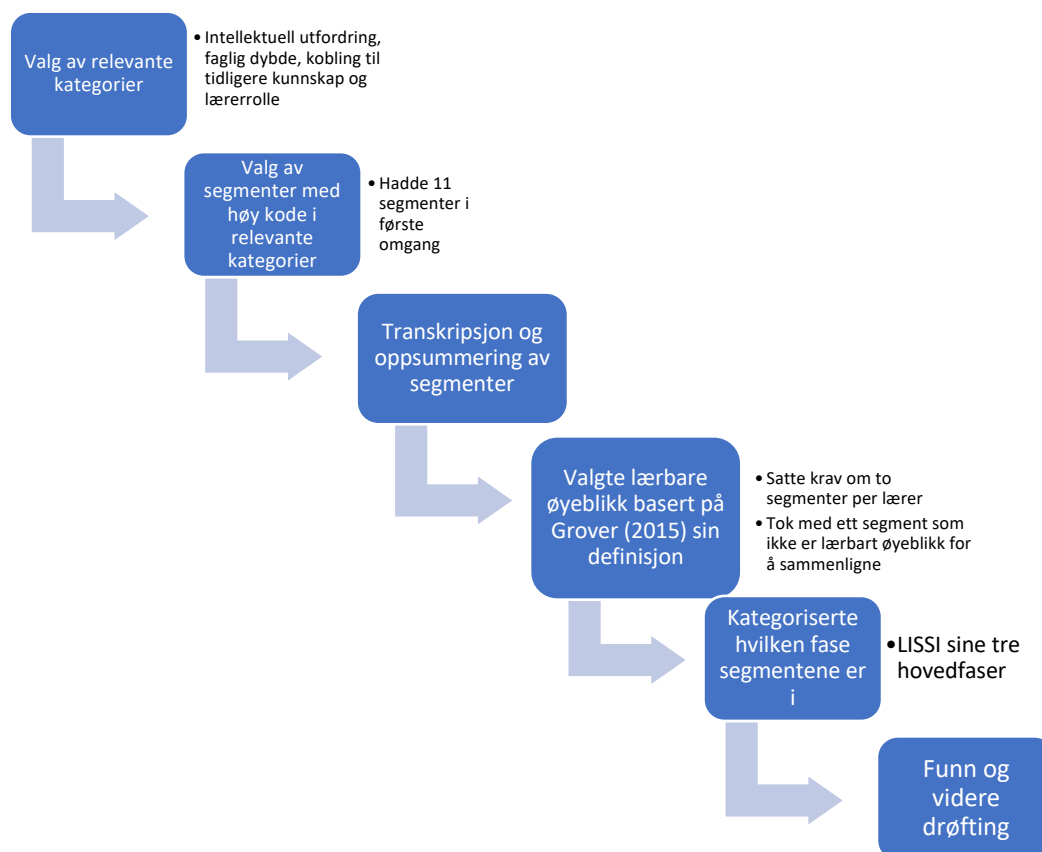 Valg av relevante
kategorier
• Intellektuell utfordring,
faglig dybde, kobling til
tidligere kunnskap og
lærerrolle
Valg av
segmenter med
høy kode i
relevante
kategorier
• Hadde 11
segmenter i
første
omgang
Transkripsjon og
oppsummering av
segmenter
Valgte lærbare
øyeblikk basert på
Grover (2015) sin
definisjon
• Satte krav om to
segmenter per lærer
• Tok med ett segment som
ikke er lærbart øyeblikk for
å sammenligne
Kategoriserte
hvilken fase
segmentene er
i
• LISSI sine tre
hovedfaser
Funn og
videre
drøfting